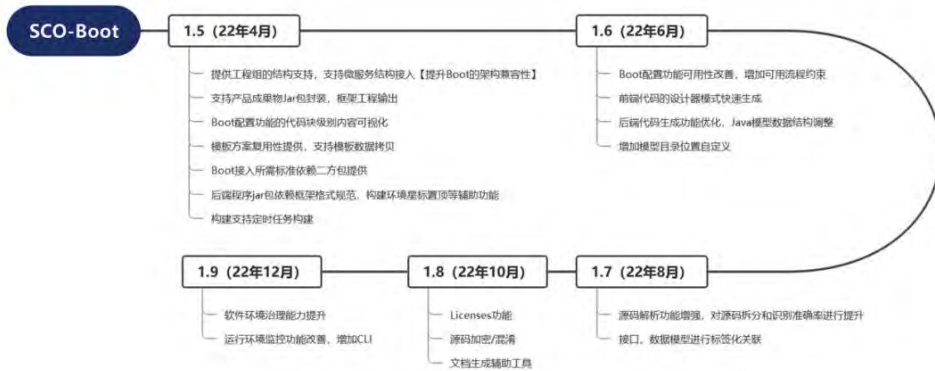 SCO-Boot
1.5（22年4月）
提供工程组的结构支持，支持微服务结构接入【提升Boot的架构兼容性】
支持产品成果物Jar包封装，框架工程输出
Boot配置功能的代码块级别内容可视化
模板方案复用性提供，支持模板数据拷贝
Boot接入所需标准依赖二方包提供
后端程序jar包依赖框架格式规范，构建环境星标置顶等辅助功能
构建支持定时任务构建
1.6（22年6月）
Boot配置功能可用性改善，增加可用流程约束
前端代码的设计器模式快速生成
后端代码生成功能优化，Java模型数据结构调整
增加模型目录位置自定义
1.7（22年8月）
源码解析功能增强，对源码拆分和识别准确率进行提升
接口、数据模型进行标签化关联
1.8（22年10月）
Licenses功能
源码加密/混淆
文档生成辅助工具
1.9（22年12月）
软件环境治理能力提升
运行环境监控功能改善，增加CLI